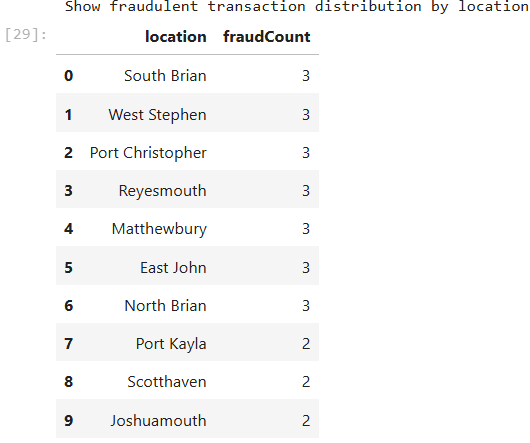 Show fraudulent transaction distribution by location
[29]:
location fraudCount
0 South Brian 3
1 West Stephen 3
2 Port Christopher 3
3 Reyesmouth 3
4 Matthewbury 3
5 East John 3
6 North Brian 3
7 Port Kayla 2
8 Scotthaven 2
9 Joshuamouth 2